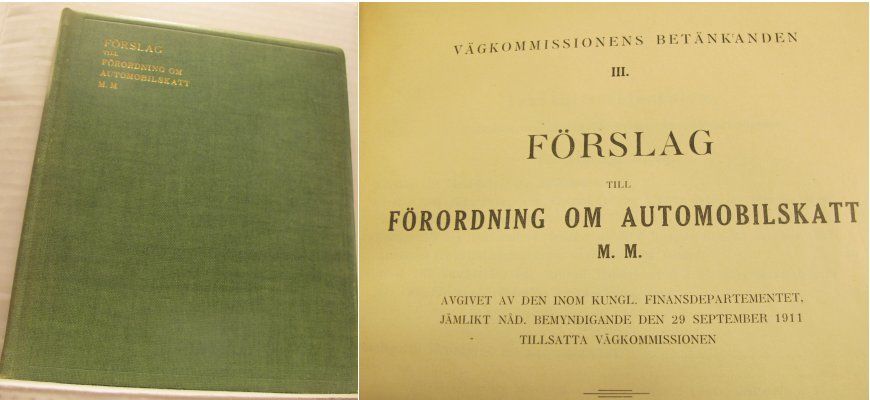 FÖRSLAG
TILL
FÖRORDNING OM
AUTOMOBILSKATT
M. M
VÄGKOMMISSIONENS BETÄNKANDEN
III.
FÖRSLAG
TILL
FÖRORDNING OM AUTOMOBILSKATT
M. M.
AVGIVET AV DEN INOM KUNGL. FINANSDEPARTEMENTET,
JÄMLIKT NÅD. BEMYNDIGANDE DEN 29 SEPTEMBER 1911
TILLSATTA VÄGKOMMISSIONEN